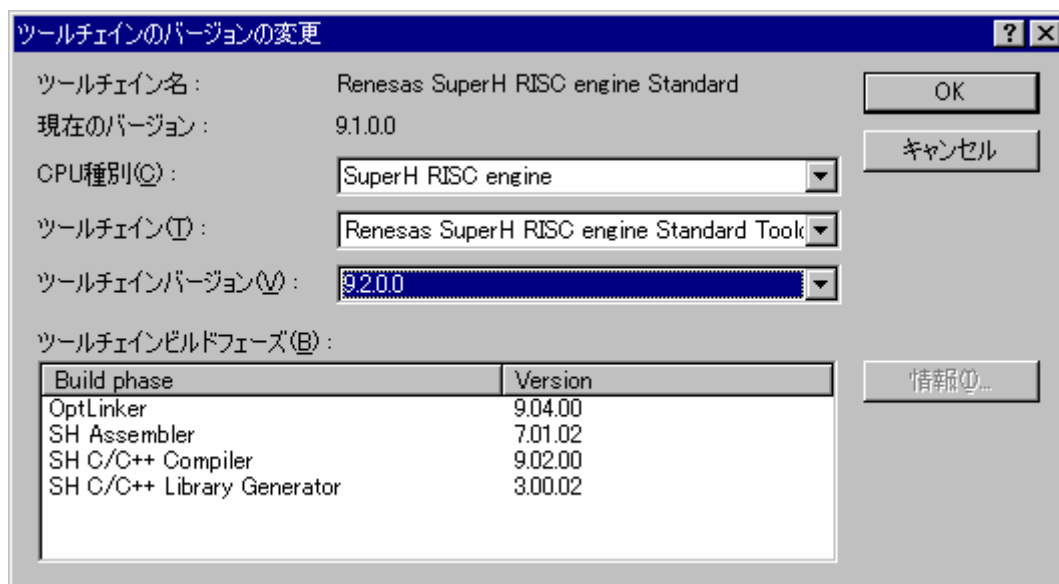 ツールチェインのバージョンの変更
ツールチェイン名 : Renesas SuperH RISC engine Standard
OK
現在のバージョン : 9.1.0.0
キャンセル
CPU種別(C) : SuperH RISC engine
ツールチェイン(T) : Renesas SuperH RISC engine Standard Toolc
ツールチェインバージョン(V) : 9.2.0.0
ツールチェインビルドフェーズ(B) :
情報(I)...
Build phase Version
OptLinker 9.04.00
SH Assembler 7.01.02
SH C/C++ Compiler 9.02.00
SH C/C++ Library Generator 3.00.02